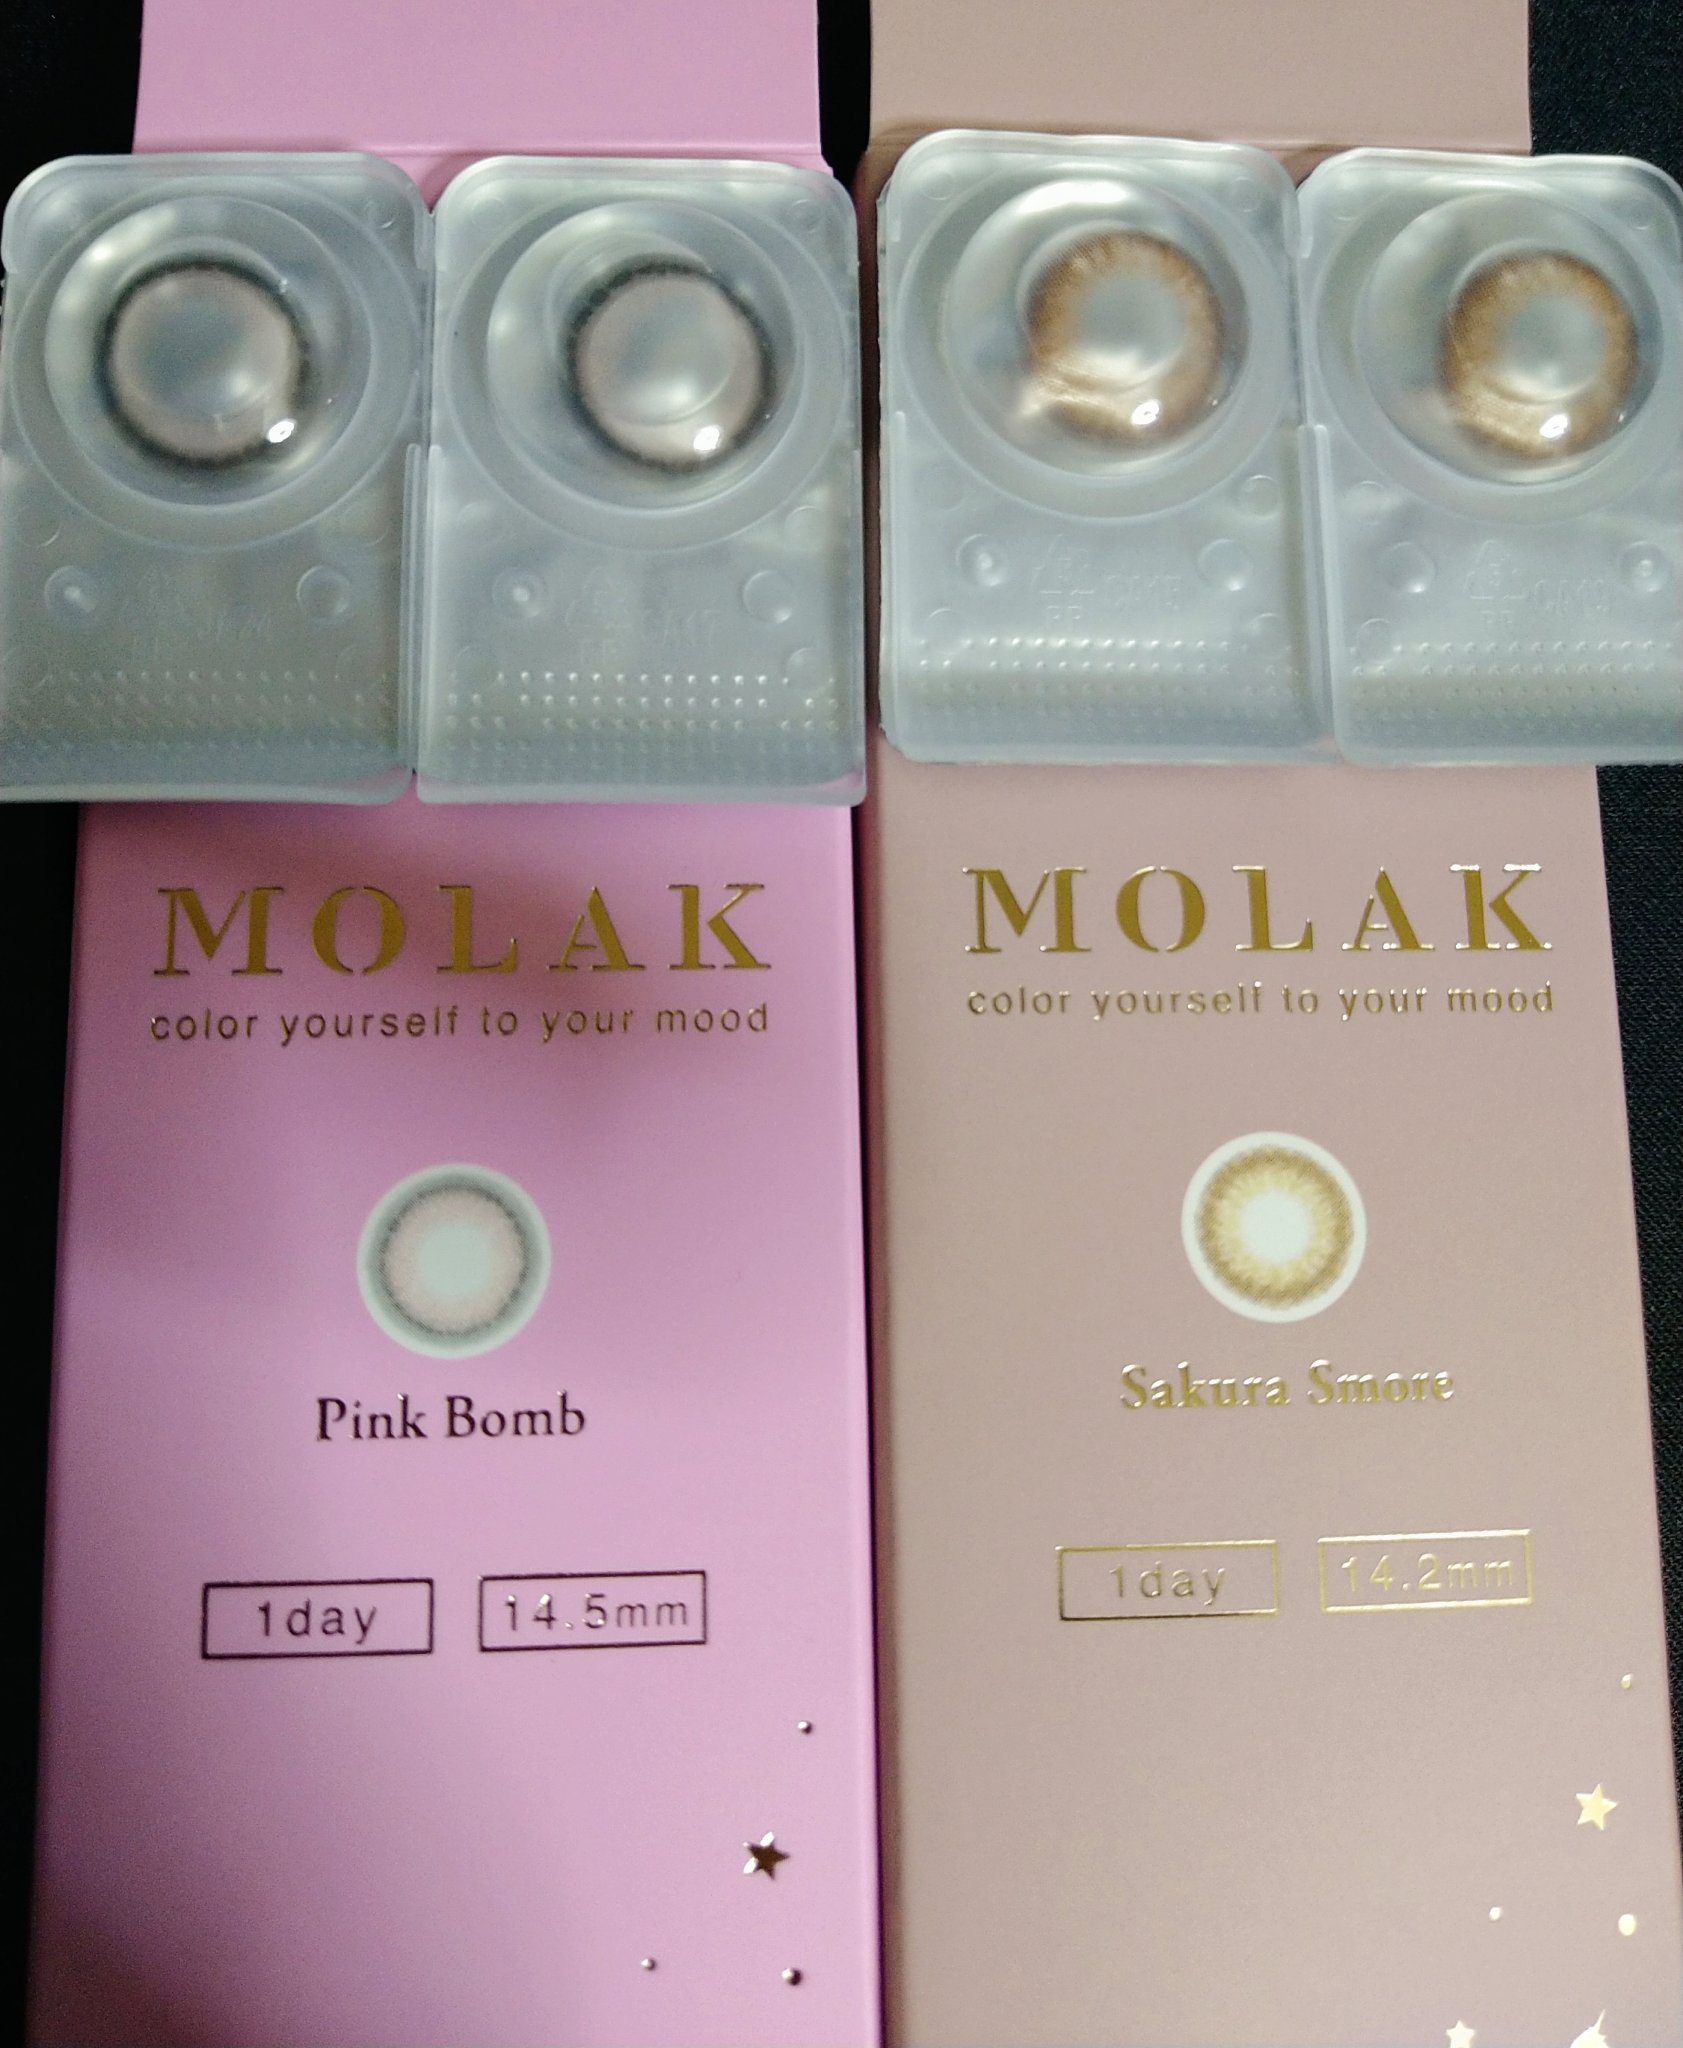 MOLAK
color yourself to your mood
Pink Bomb
1day
14.5mm
MOLAK
color yourself to your mood
Sakura Smore
1day
14.2mm